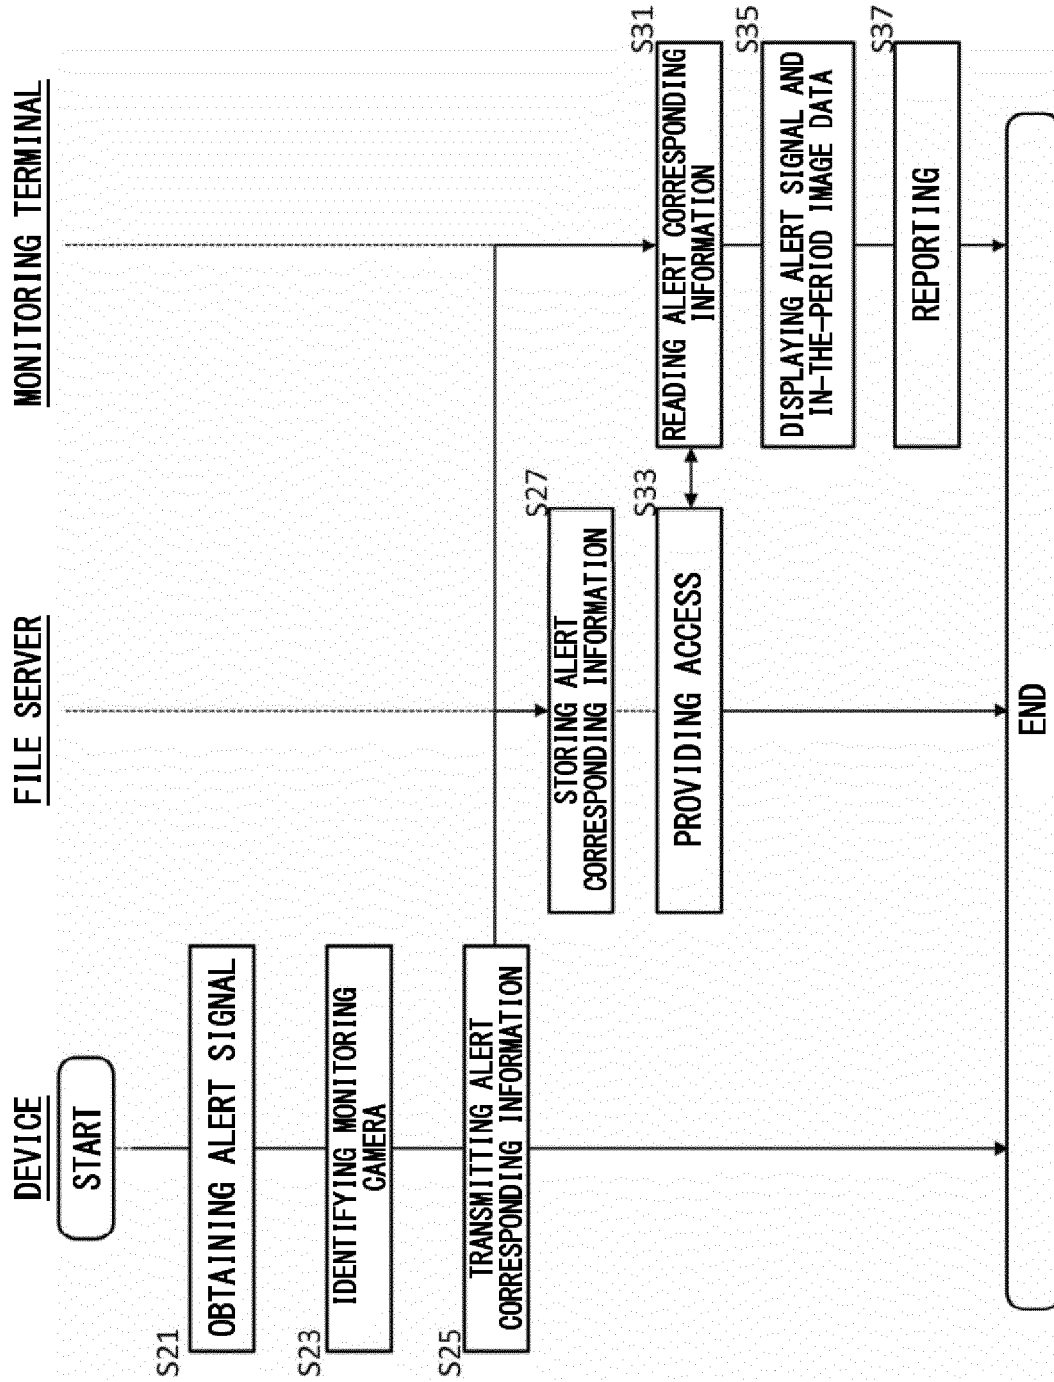 DEVICE
FILE SERVER
MONITORING TERMINAL
START
S21
OBTAINING ALERT SIGNAL
S23
IDENTIFYING MONITORING
CAMERA
S25
TRANSMITTING ALERT
CORRESPONDING INFORMATION
S27
STORING ALERT
CORRESPONDING INFORMATION
S33
PROVIDING ACCESS
S31
READING ALERT CORRESPONDING
INFORMATION
S35
DISPLAYING ALERT SIGNAL AND
IN-THE-PERIOD IMAGE DATA
S37
REPORTING
END